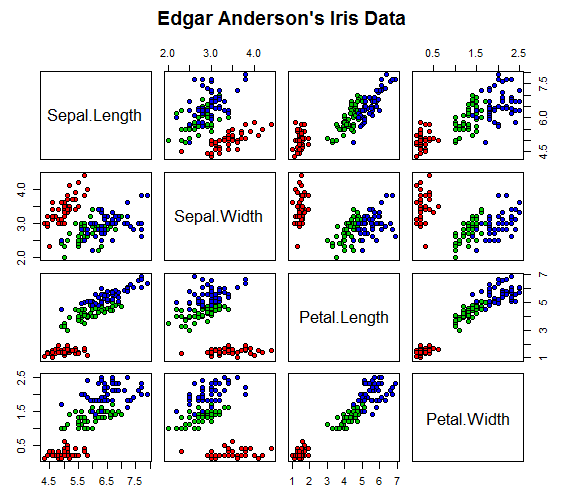 Edgar Anderson's Iris Data
2.0 3.0 4.0
0.5 1.5 2.5
Sepal.Length
4.5 6.0 7.5
2.0 3.0 4.0
Sepal.Width
Petal.Length
1 3 5 7
0.5 1.5 2.5
Petal.Width
4.5 5.5 6.5 7.5
1 2 3 4 5 6 7